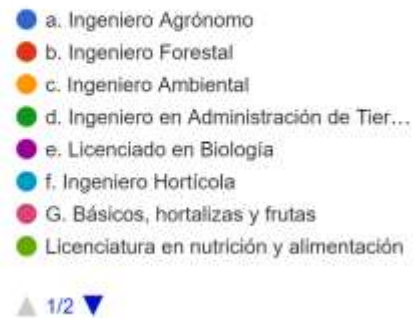 a. Ingeniero Agrónomo
b. Ingeniero Forestal
c. Ingeniero Ambiental
d. Ingeniero en Administración de Tier...
e. Licenciado en Biología
f. Ingeniero Hortícola
G. Básicos, hortalizas y frutas
Licenciatura en nutrición y alimentación
1/2